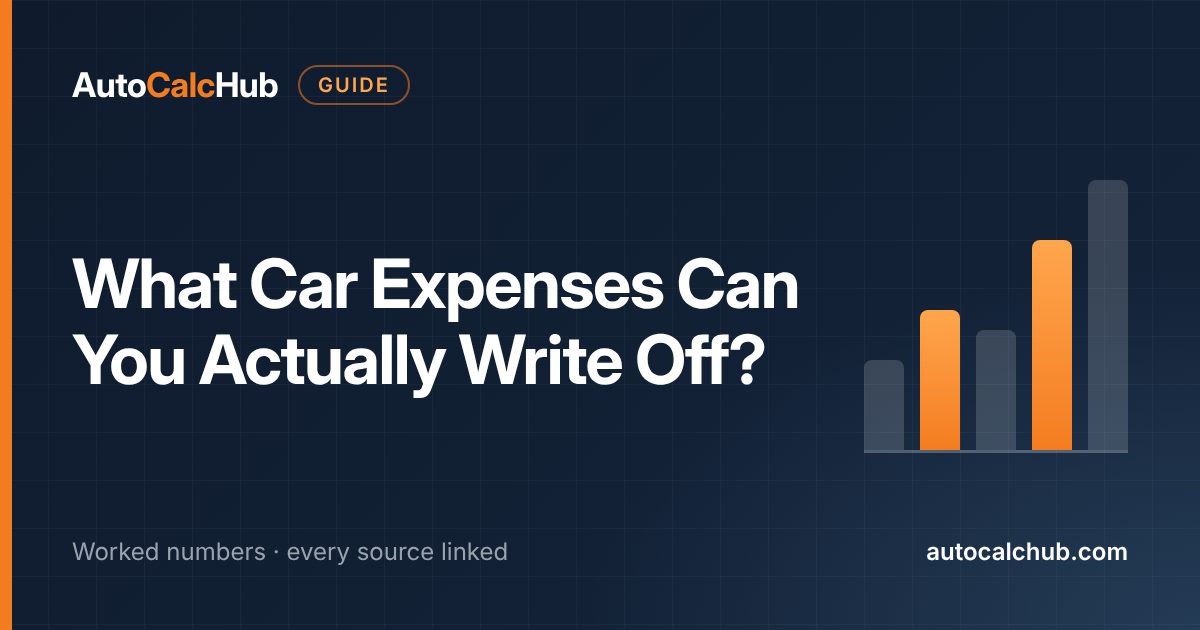 AutoCalcHub
GUIDE
What Car Expenses Can
You Actually Write Off?
Worked numbers · every source linked
autocalchub.com